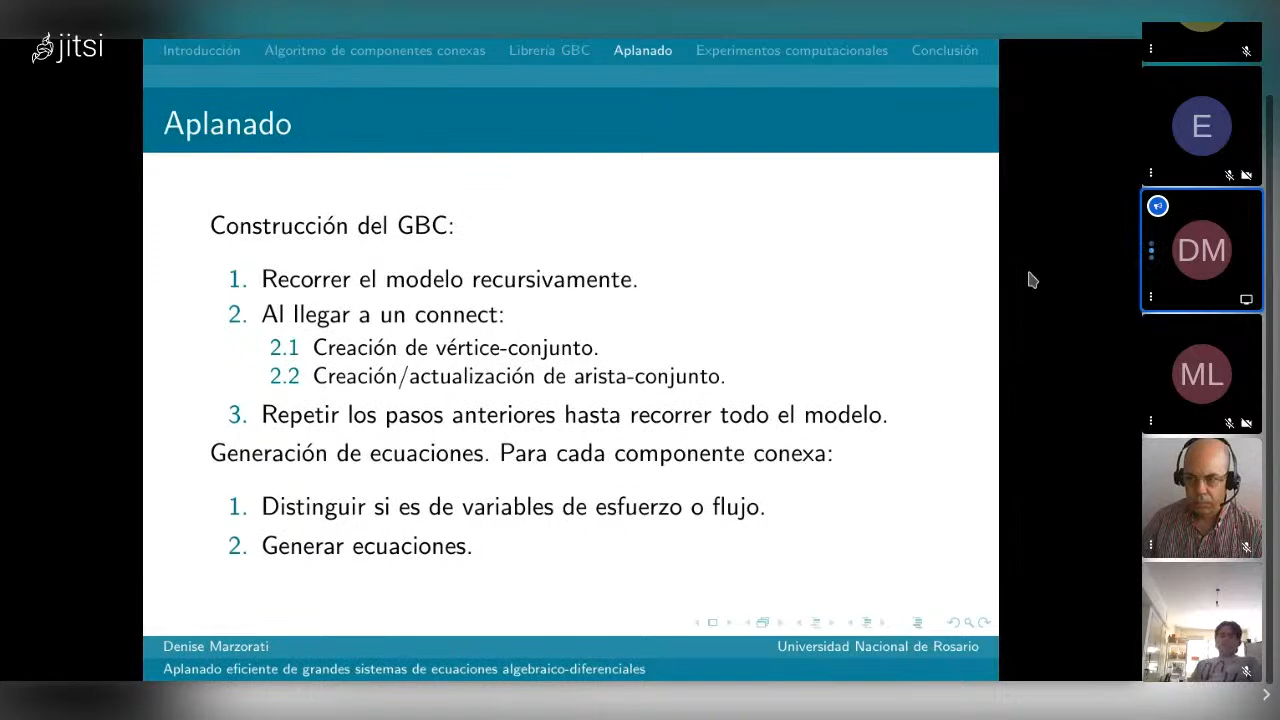 jitsi
Introducción Algoritmo de componentes conexas Librería GBC Aplanado Experimentos computacionales Conclusión
Aplanado
Construcción del GBC:
1. Recorrer el modelo recursivamente.
2. Al llegar a un connect:
2.1 Creación de vértice-conjunto.
2.2 Creación/actualización de arista-conjunto.
3. Repetir los pasos anteriores hasta recorrer todo el modelo.
Generación de ecuaciones. Para cada componente conexa:
1. Distinguir si es de variables de esfuerzo o flujo.
2. Generar ecuaciones.
Denise Marzorati Universidad Nacional de Rosario
Aplanado eficiente de grandes sistemas de ecuaciones algebraico-diferenciales
E
DM
ML